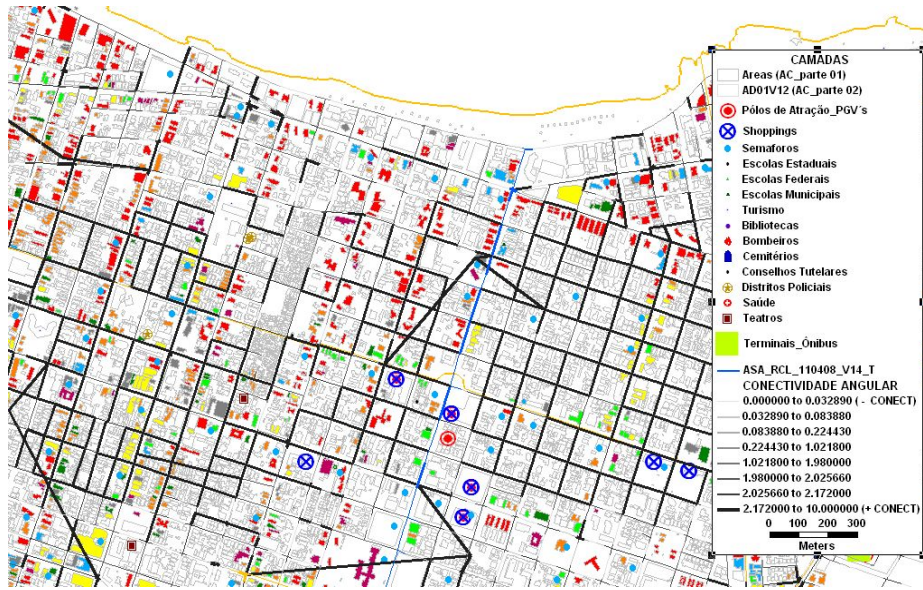 CAMADAS
Areas (AC_parte 01)
AD01V12 (AC_parte 02)
Pólos de Atração_PGV´s
Shoppings
Semaforos
Escolas Estaduais
Escolas Federais
Escolas Municipais
Turismo
Bibliotecas
Bombeiros
Cemitérios
Conselhos Tutelares
Distritos Policiais
Saúde
Teatros
Terminais_Ônibus
ASA_RCL_110408_V14_T
CONECTIVIDADE ANGULAR
0.000000 to 0.032890 ( - CONECT)
0.032890 to 0.083880
0.083880 to 0.224430
0.224430 to 1.021800
1.021800 to 1.980000
1.980000 to 2.025660
2.025660 to 2.172000
2.172000 to 10.000000 (+ CONECT)
0 100 200 300
Meters